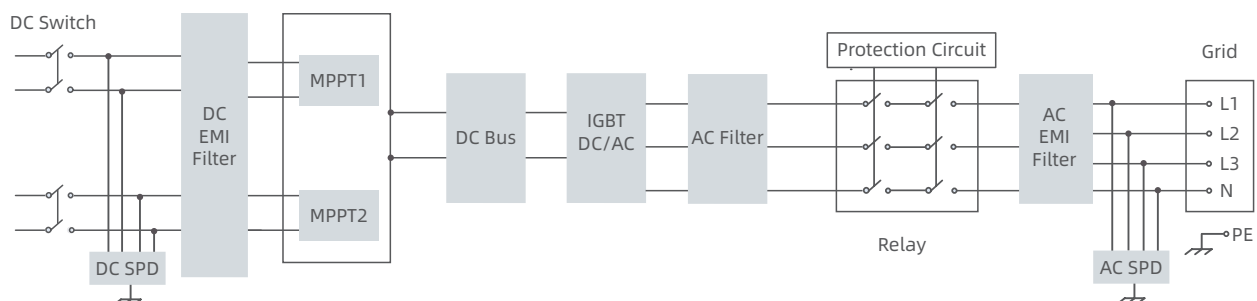 DC Switch
DC SPD
DC
EMI
Filter
MPPT1
MPPT2
DC Bus
IGBT
DC/AC
AC Filter
Protection Circuit
Relay
AC
EMI
Filter
Grid
L1
L2
L3
N
PE
AC SPD